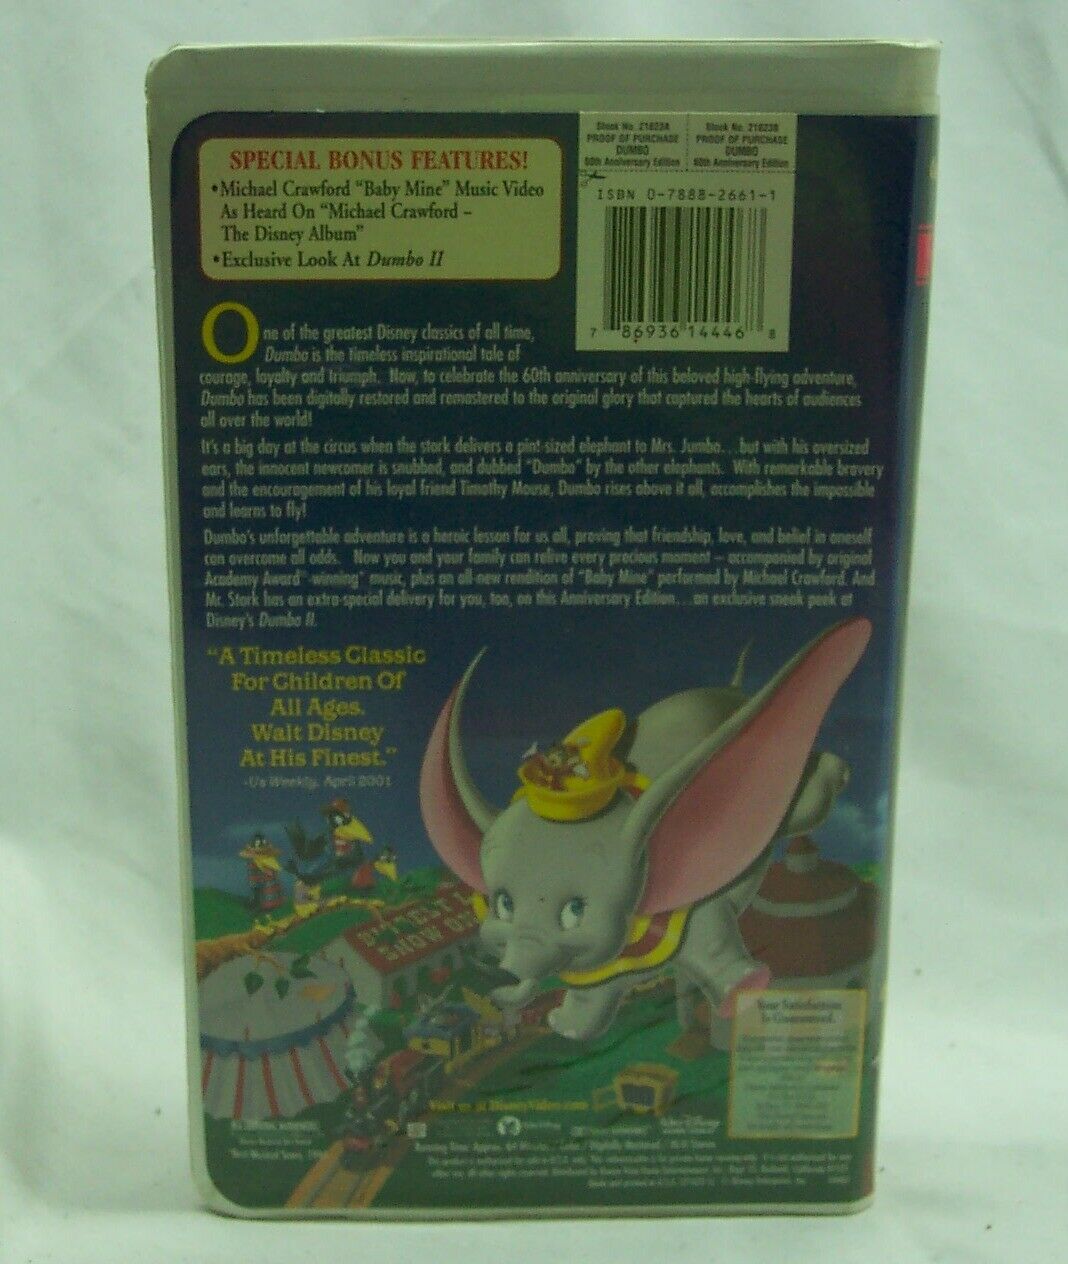 SPECIAL BONUS FEATURES!
•Michael Crawford "Baby Mine" Music Video
As Heard On "Michael Crawford –
The Disney Album"
•Exclusive Look At Dumbo II
Stock No. 21823A
PROOF OF PURCHASE
DUMBO
60th Anniversary Edition
Stock No. 21823B
PROOF OF PURCHASE
DUMBO
60th Anniversary Edition
ISBN 0-7888-2661-1
7 86936 14446 8
One of the greatest Disney classics of all time,
Dumbo is the timeless inspirational tale of
courage, loyalty and triumph. Now, to celebrate the 60th anniversary of this beloved high-flying adventure,
Dumbo has been digitally restored and remastered to the original glory that captured the hearts of audiences
all over the world!
It's a big day at the circus when the stork delivers a pint-sized elephant to Mrs. Jumbo...but with his oversized
ears, the innocent newcomer is snubbed, and dubbed "Dumbo" by the other elephants. With remarkable bravery
and the encouragement of his loyal friend Timothy Mouse, Dumbo rises above it all, accomplishes the impossible
and learns to fly!
Dumbo's unforgettable adventure is a heroic lesson for us all, proving that friendship, love, and belief in oneself
can overcome all odds. Now you and your family can relive every precious moment – accompanied by original
Academy Award®-winning* music, plus an all-new rendition of "Baby Mine" performed by Michael Crawford. And
Mr. Stork has an extra-special delivery for you, too, on this Anniversary Edition...an exclusive sneak peek at
Disney's Dumbo II.
"A Timeless Classic
For Children Of
All Ages.
Walt Disney
At His Finest."
-Us Weekly, April 2001
SHOW
Your Satisfaction
Is Guaranteed.
Visit us at DisneyVideo.com